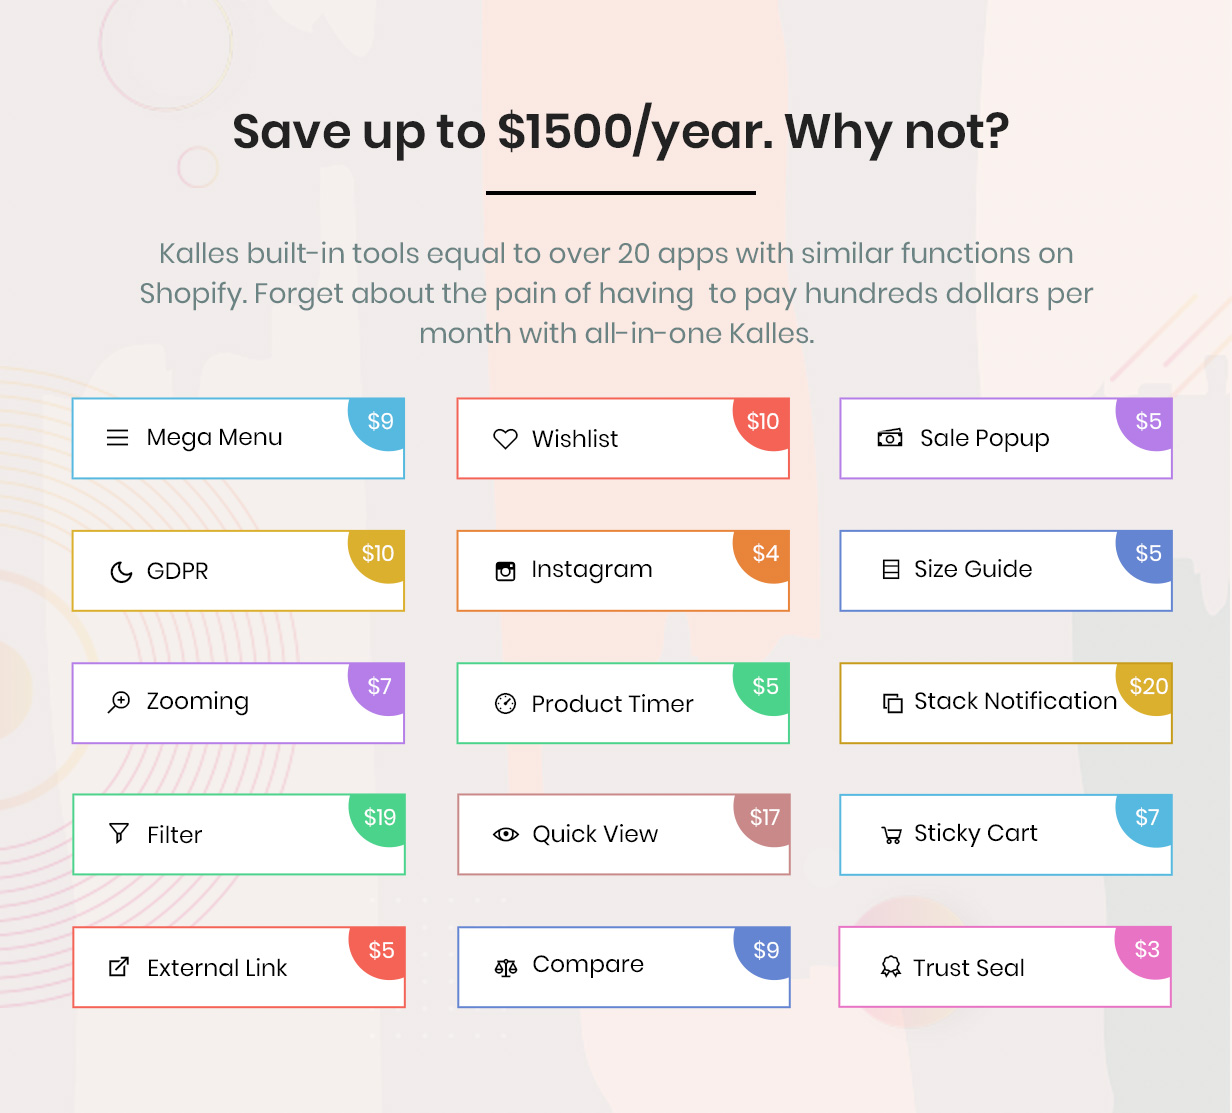 Save up to $1500/year. Why not?
Kalles built-in tools equal to over 20 apps with similar functions on
Shopify. Forget about the pain of having  to pay hundreds dollars per
month with all-in-one Kalles.
Mega Menu $9
Wishlist $10
Sale Popup $5
GDPR $10
Instagram $4
Size Guide $5
Zooming $7
Product Timer $5
Stack Notification $20
Filter $19
Quick View $17
Sticky Cart $7
External Link $5
Compare $9
Trust Seal $3